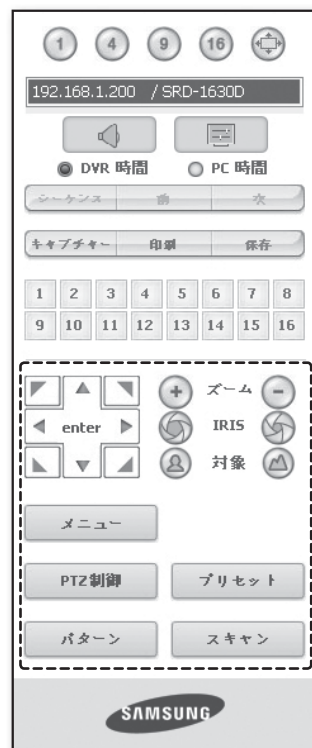 1 4 9 16
192.168.1.200 / SRD-1630D
DVR 時間 PC 時間
シーケンス 前 次
キャプチャー 印刷 保存
1 2 3 4 5 6 7 8
9 10 11 12 13 14 15 16
+ ズーム -
enter IRIS
対象
メニュー
PTZ制御 プリセット
パターン スキャン
SAMSUNG